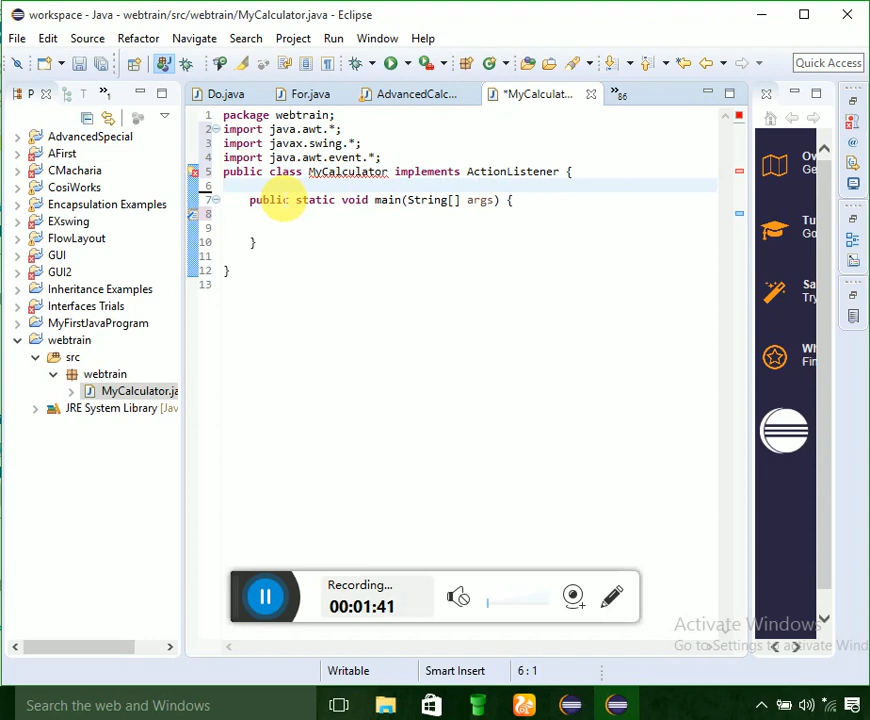 workspace - Java - webtrain/src/webtrain/MyCalculator.java - Eclipse
File Edit Source Refactor Navigate Search Project Run Window Help
Quick Access
P T 1
Do.java For.java AdvancedCalc... *MyCalculat... 86
AdvancedSpecial
AFirst
CMacharia
CosiWorks
Encapsulation Examples
EXswing
FlowLayout
GUI
GUI2
Inheritance Examples
Interfaces Trials
MyFirstJavaProgram
webtrain
src
webtrain
MyCalculator.ja
JRE System Library [Jav
1 package webtrain;
2 import java.awt.*;
3 import javax.swing.*;
4 import java.awt.event.*;
5 public class MyCalculator implements ActionListener {
6
7 public static void main(String[] args) {
8
9
10 }
11
12 }
13
Ov
Ge
Tu
Go
Sa
Try
Wh
Fin
Recording...
00:01:41
Activate Windows
Go to Settings to activate Wind
Writable Smart Insert 6 : 1
Search the web and Windows